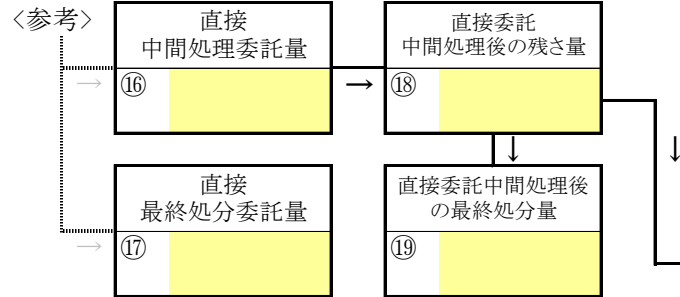 〈参考〉
直接
中間処理委託量
→
⑯
→
直接委託
中間処理後の残さ量
⑱
↓
↓
直接
最終処分委託量
→
⑰
直接委託中間処理後
の最終処分量
⑲